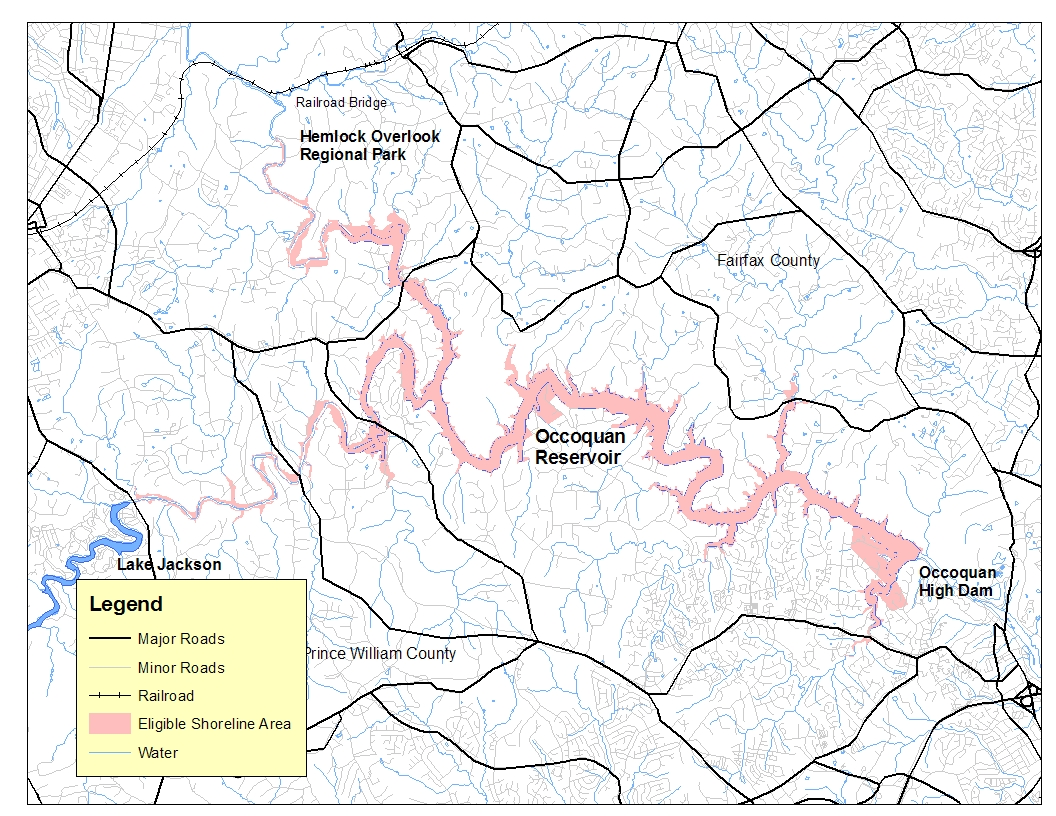 Railroad Bridge
Hemlock Overlook
Regional Park
Fairfax County
Occoquan
Reservoir
Lake Jackson
Occoquan
High Dam
Prince William County
Legend
Major Roads
Minor Roads
Railroad
Eligible Shoreline Area
Water